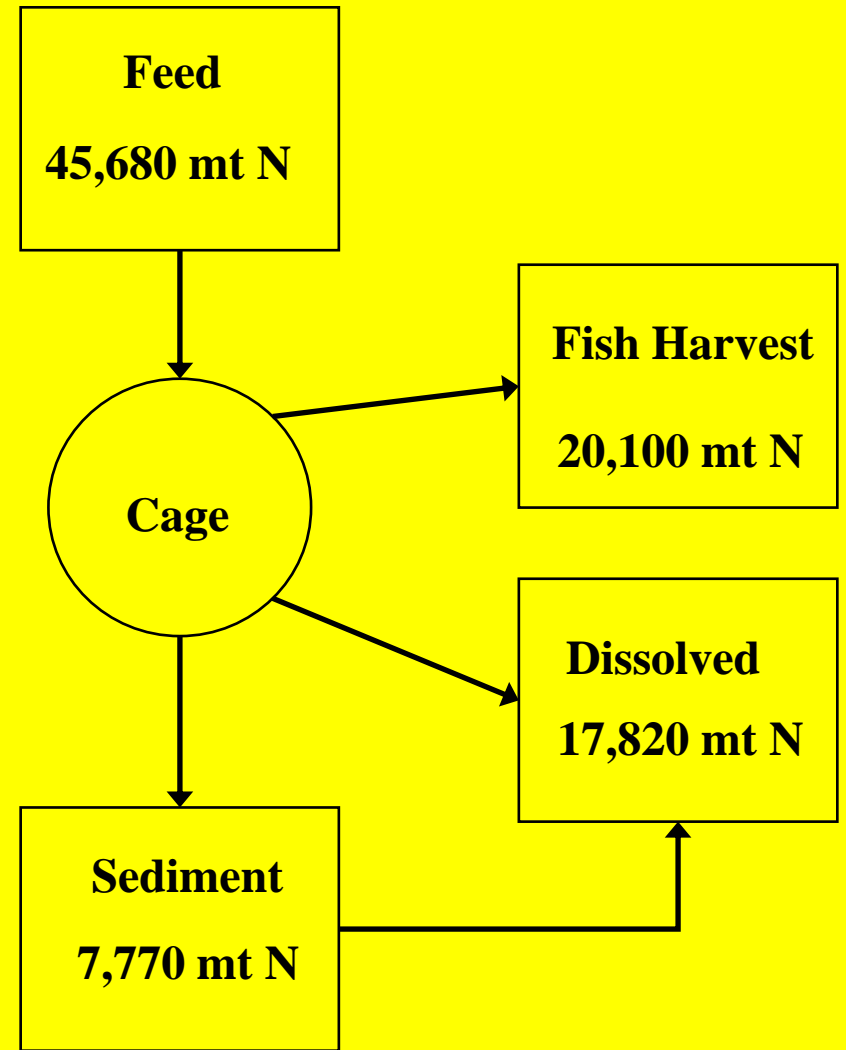 Feed
45,680 mt N
Fish Harvest
20,100 mt N
Cage
Dissolved
17,820 mt N
Sediment
7,770 mt N